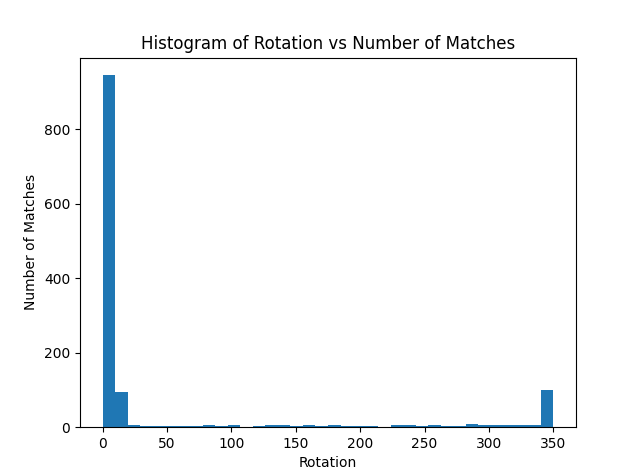 Histogram of Rotation vs Number of Matches
Number of Matches
800
600
400
200
0
0 50 100 150 200 250 300 350
Rotation